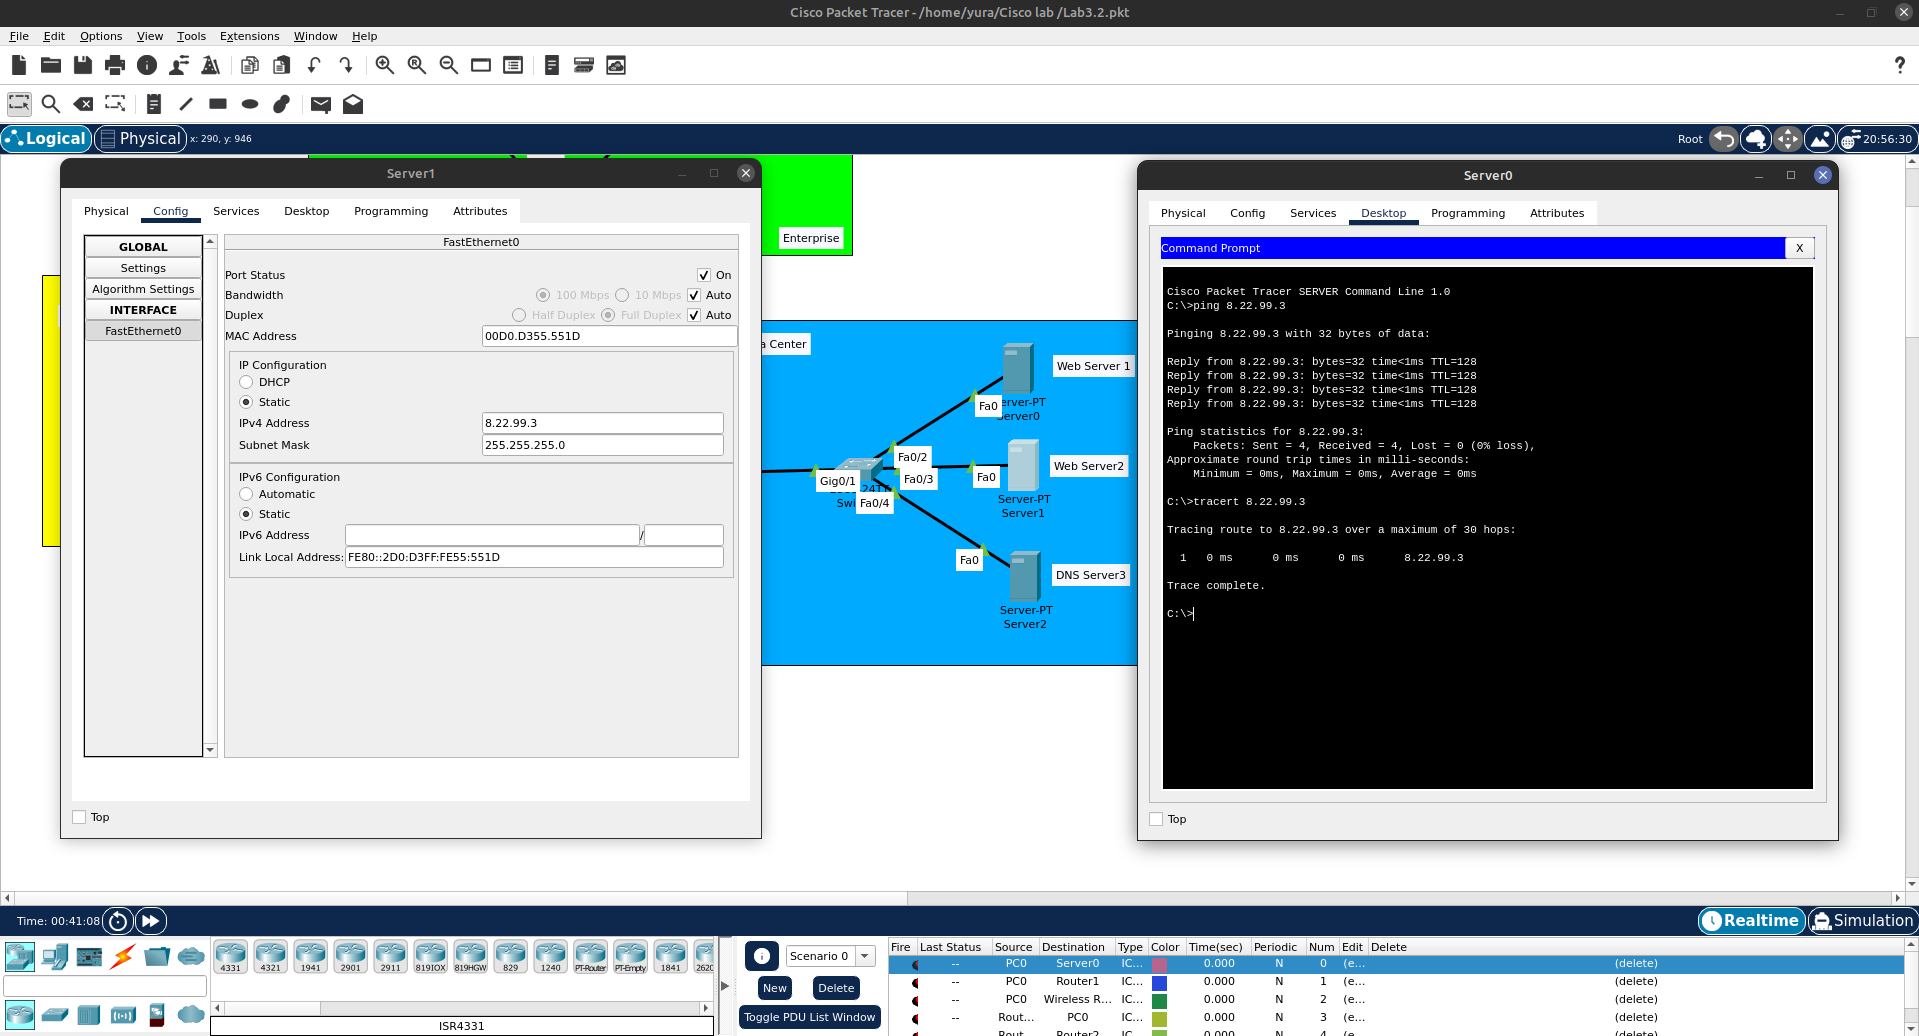 Cisco Packet Tracer - /home/yura/Cisco lab /Lab3.2.pkt
File Edit Options View Tools Extensions Window Help
?
Logical Physical x: 290, y: 946 Root 20:56:30
Server1
Physical Config Services Desktop Programming Attributes
GLOBAL
Settings
Algorithm Settings
INTERFACE
FastEthernet0
FastEthernet0
Port Status On
Bandwidth 100 Mbps 10 Mbps Auto
Duplex Half Duplex Full Duplex Auto
MAC Address 00D0.D355.551D
IP Configuration
DHCP
Static
IPv4 Address 8.22.99.3
Subnet Mask 255.255.255.0
IPv6 Configuration
Automatic
Static
IPv6 Address /
Link Local Address: FE80::2D0:D3FF:FE55:551D
Top
Enterprise
a Center
Web Server 1
Fa0
erver-PT
erver0
Fa0/2
Web Server2
Gig0/1
Fa0/3
Fa0
24T
Swi
Fa0/4
Server-PT
Server1
Fa0
DNS Server3
Server-PT
Server2
Server0
Physical Config Services Desktop Programming Attributes
Command Prompt X
Cisco Packet Tracer SERVER Command Line 1.0
C:\>ping 8.22.99.3
Pinging 8.22.99.3 with 32 bytes of data:
Reply from 8.22.99.3: bytes=32 time<1ms TTL=128
Reply from 8.22.99.3: bytes=32 time<1ms TTL=128
Reply from 8.22.99.3: bytes=32 time<1ms TTL=128
Reply from 8.22.99.3: bytes=32 time<1ms TTL=128
Ping statistics for 8.22.99.3:
Packets: Sent = 4, Received = 4, Lost = 0 (0% loss),
Approximate round trip times in milli-seconds:
Minimum = 0ms, Maximum = 0ms, Average = 0ms
C:\>tracert 8.22.99.3
Tracing route to 8.22.99.3 over a maximum of 30 hops:
1 0 ms 0 ms 0 ms 8.22.99.3
Trace complete.
C:\>
Top
Time: 00:41:08 Realtime Simulation
4331 4321 1941 2901 2911 819IOX 819HGW 829 1240 PT-Router PT-Empty 1841 2620
ISR4331
Scenario 0
New Delete
Toggle PDU List Window
Fire Last Status Source Destination Type Color Time(sec) Periodic Num Edit Delete
-- PC0 Server0 IC... 0.000 N 0 (e... (delete)
-- PC0 Router1 IC... 0.000 N 1 (e... (delete)
-- PC0 Wireless R... IC... 0.000 N 2 (e... (delete)
-- Rout... PC0 IC... 0.000 N 3 (e... (delete)
-- Rout... Router2 IC... 0.000 N 4 (e... (delete)